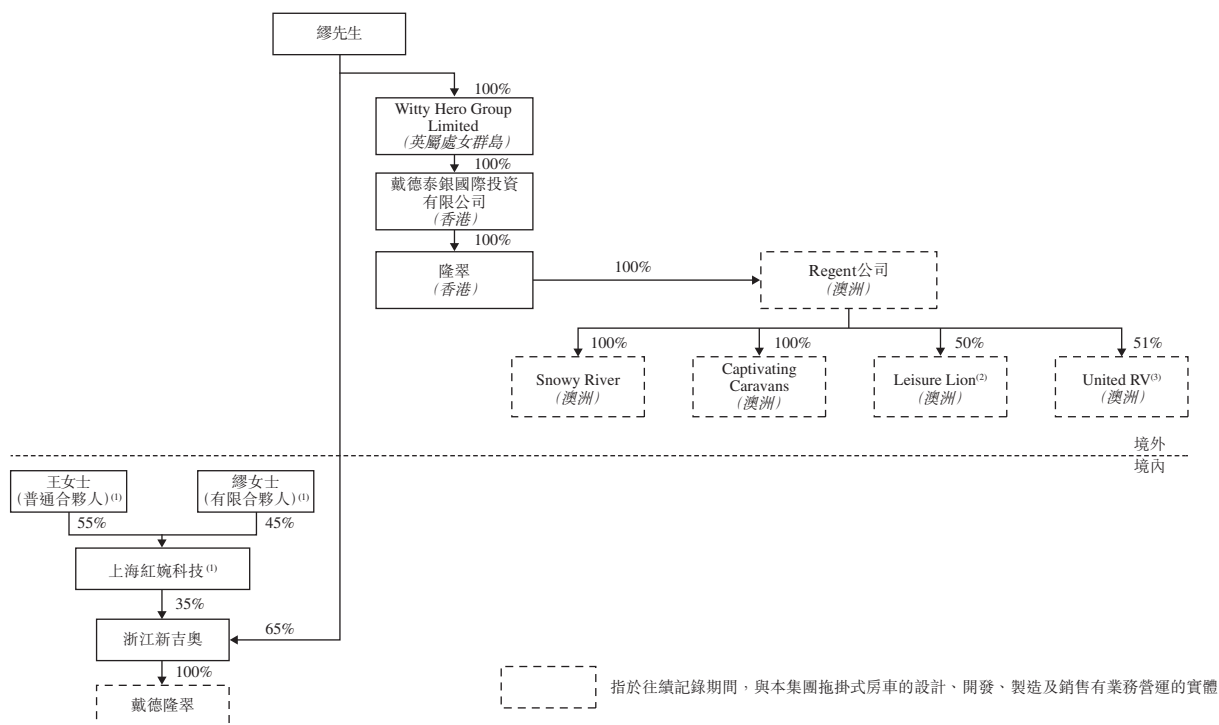 繆先生
100%
Witty Hero Group
Limited
(英屬處女群島)
100%
戴德泰銀國際投資
有限公司
(香港)
100%
隆翠
(香港)
100%
Regent公司
(澳洲)
100%
100%
50%
51%
Snowy River
(澳洲)
Captivating
Caravans
(澳洲)
Leisure Lion(2)
(澳洲)
United RV(3)
(澳洲)
境外
境內
王女士
(普通合夥人)(1)
繆女士
(有限合夥人)(1)
55%
45%
上海紅婉科技(1)
35%
浙江新吉奧
65%
100%
戴德隆翠
指於往績記錄期間，與本集團拖掛式房車的設計、開發、製造及銷售有業務營運的實體